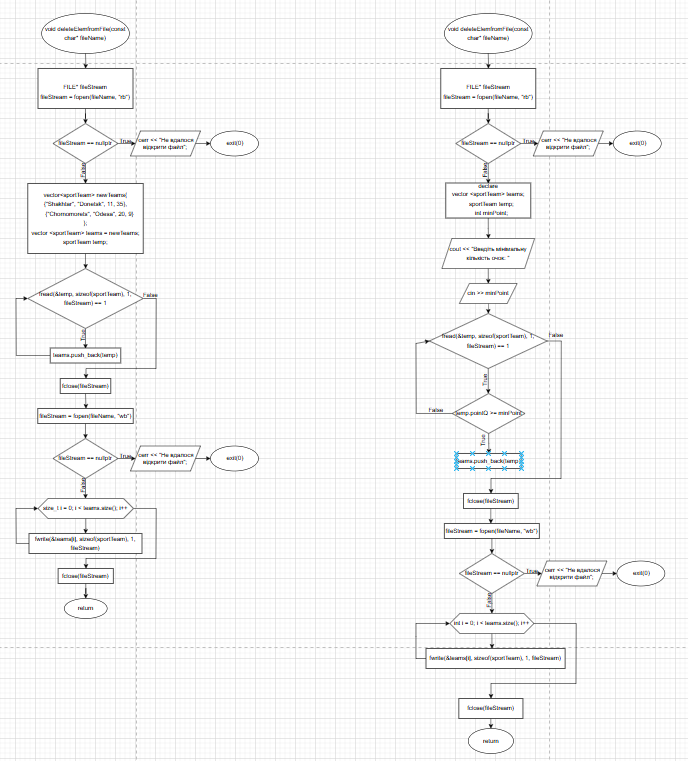 void deleteElemfromFile(const
char* fileName)
FILE* fileStream
fileStream = fopen(fileName, "rb")
fileStream == nullptr
True
cerr << "Не вдалося
відкрити файл";
exit(0)
False
vector<sportTeam> newTeams{
{"Shakhtar", "Donetsk", 11, 35},
{"Chornomorets", "Odesa", 20, 9}
};
vector <sportTeam> teams = newTeams;
sportTeam temp;
fread(&temp, sizeof(sportTeam), 1,
fileStream) == 1
False
True
teams.push_back(temp)
fclose(fileStream)
fileStream = fopen(fileName, "wb")
fileStream == nullptr
True
cerr << "Не вдалося
відкрити файл";
exit(0)
False
size_t i = 0; i < teams.size(); i++
fwrite(&teams[i], sizeof(sportTeam), 1,
fileStream)
fclose(fileStream)
return
void deleteElemfromFile(const
char* fileName)
FILE* fileStream
fileStream = fopen(fileName, "rb")
fileStream == nullptr
True
cerr << "Не вдалося
відкрити файл";
exit(0)
False
declare
vector <sportTeam> teams;
sportTeam temp;
int minPoint;
cout << "Введіть мінімальну
кількість очок: "
cin >> minPoint
fread(&temp, sizeof(sportTeam), 1,
fileStream) == 1
False
True
temp.pointQ >= minPoint
False
True
teams.push_back(temp)
fclose(fileStream)
fileStream = fopen(fileName, "wb")
fileStream == nullptr
True
cerr << "Не вдалося
відкрити файл";
exit(0)
False
int i = 0; i < teams.size(); i++
fwrite(&teams[i], sizeof(sportTeam), 1, fileStream)
fclose(fileStream)
return